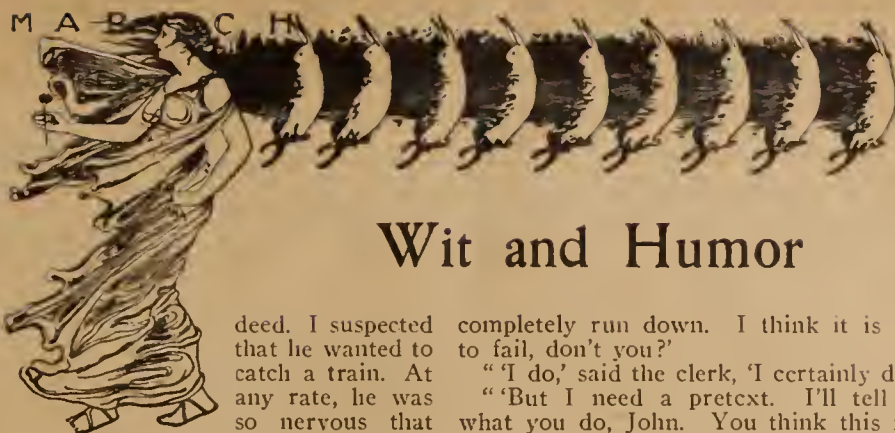 MARCH
Wit and Humor
deed. I suspected
that he wanted to
catch a train. At
any rate, he was
so nervous that
completely run down. I think it is
to fail, don't you?'
" 'I do,' said the clerk, 'I certainly d
" 'But I need a pretext. I'll tell
what you do, John. You think this